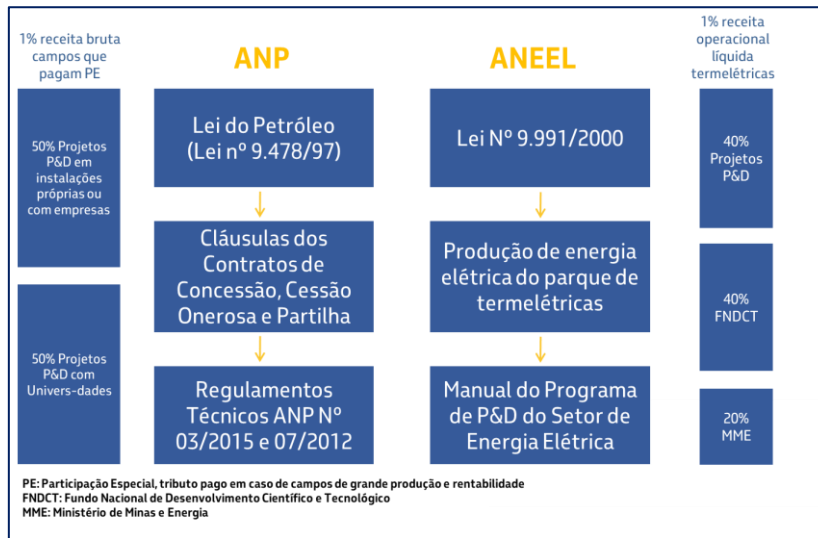 1% receita bruta
campos que
pagam PE
50% Projetos
P&D em
instalações
próprias ou
com empresas
50% Projetos
P&D com
Univers-dades
ANP
Lei do Petróleo
(Lei nº 9.478/97)
Cláusulas dos
Contratos de
Concessão, Cessão
Onerosa e Partilha
Regulamentos
Técnicos ANP Nº
03/2015 e 07/2012
ANEEL
Lei Nº 9.991/2000
Produção de energia
elétrica do parque de
termelétricas
Manual do Programa
de P&D do Setor de
Energia Elétrica
1% receita
operacional
líquida
termelétricas
40%
Projetos
P&D
40%
FNDCT
20%
MME
PE: Participação Especial, tributo pago em caso de campos de grande produção e rentabilidade
FNDCT: Fundo Nacional de Desenvolvimento Científico e Tecnológico
MME: Ministério de Minas e Energia